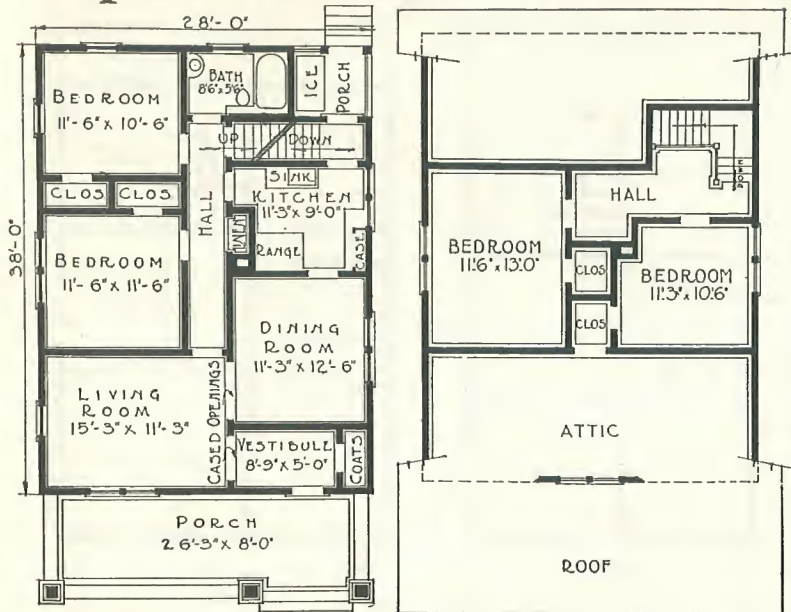 28'-0"
38'-0"
BEDROOM
11'-6" x 10'-6"
BATH
8'6" x 5'6"
ICE
PORCH
UP
DOWN
CLOS
CLOS
HALL
SINK
KITCHEN
11'-3" x 9'-0"
LINEN
RANGE
CASE
BEDROOM
11'-6" x 11'-6"
DINING
ROOM
11'-3" x 12'-6"
LIVING
ROOM
15'-3" x 11'-3"
CASED OPENINGS
VESTIBULE
8'-9" x 5'-0"
COATS
PORCH
26'-3" x 8'-0"
HALL
DOWN
BEDROOM
11'6" x 13'0"
CLOS
BEDROOM
11'3" x 10'6"
CLOS
ATTIC
ROOF